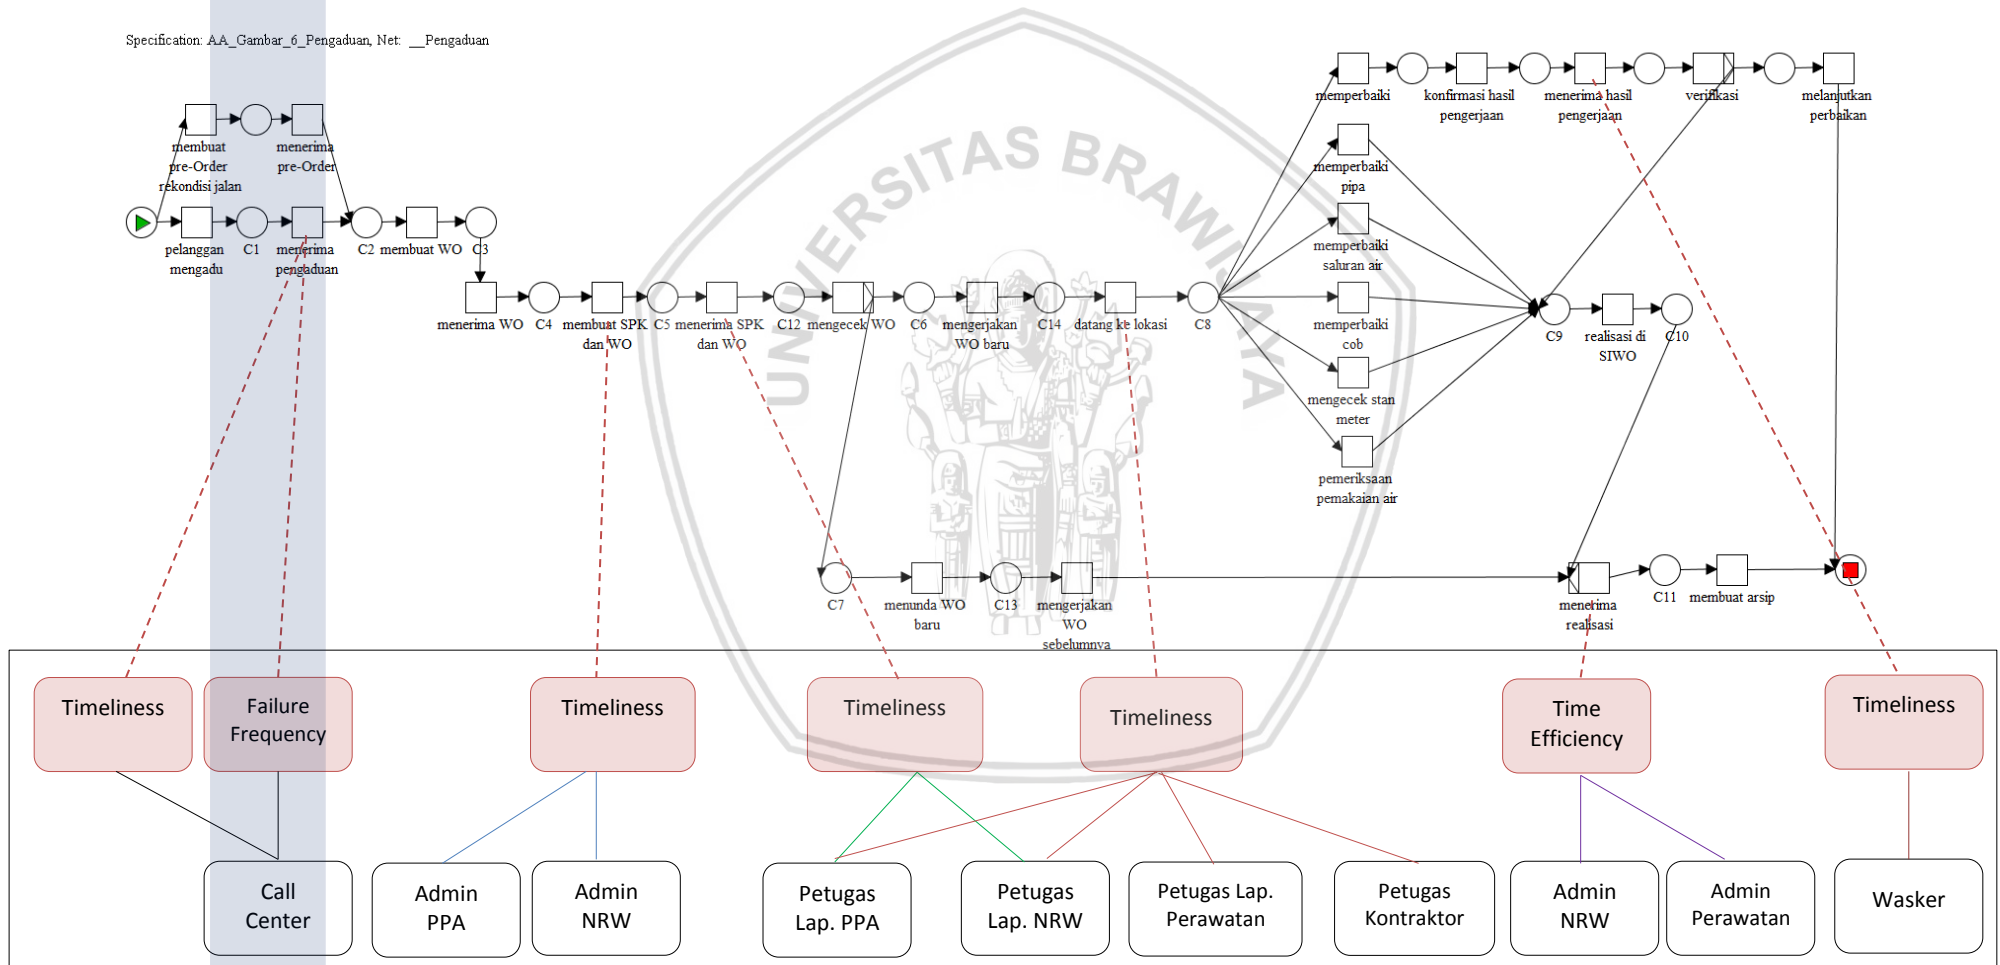 Specification: AA_Gambar_6_Pengaduan, Net: __Pengaduan
UNIVERSITAS BRAWIJAYA
memperbaiki
konfirmasi hasil
pengerjaan
menerima hasil
pengerjaan
verifikasi
melanjutkan
perbaikan
membuat
pre-Order
rekondisi jalan
menerima
pre-Order
memperbaiki
pipa
pelanggan
mengadu
C1
menerima
pengaduan
C2
membuat WO
C3
memperbaiki
saluran air
menerima WO
C4
membuat SPK
dan WO
C5
menerima SPK
dan WO
C12
mengecek WO
C6
mengerjakan
WO baru
C14
datang ke lokasi
C8
memperbaiki
cob
C9
realisasi di
SIWO
C10
mengecek stan
meter
pemeriksaan
pemakaian air
C7
menunda WO
baru
C13
mengerjakan
WO
sebelumnya
menerima
realisasi
C11
membuat arsip
Timeliness
Failure
Frequency
Timeliness
Timeliness
Timeliness
Time
Efficiency
Timeliness
Call
Center
Admin
PPA
Admin
NRW
Petugas
Lap. PPA
Petugas
Lap. NRW
Petugas Lap.
Perawatan
Petugas
Kontraktor
Admin
NRW
Admin
Perawatan
Wasker